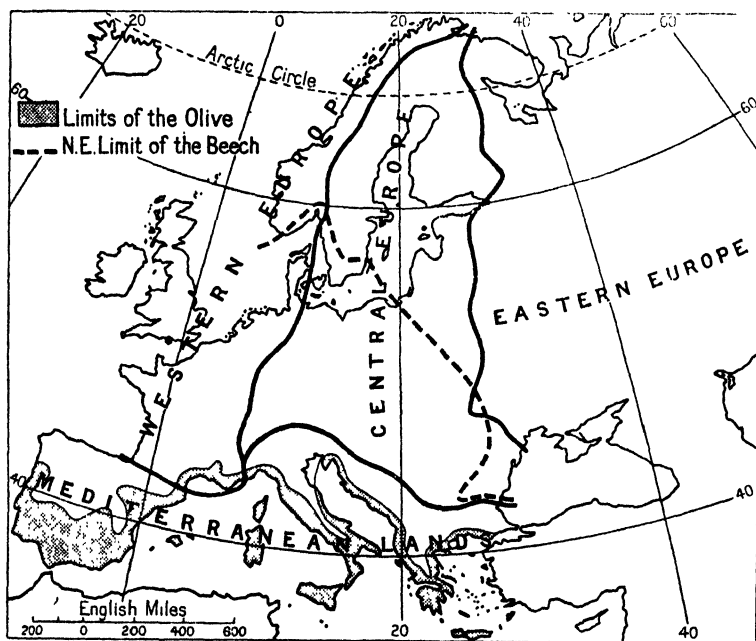 20
0
20
40
60
Arctic Circle
60
60
Limits of the Olive
N.E. Limit of the Beech
WESTERN EUROPE
CENTRAL EUROPE
EASTERN EUROPE
MEDITERRANEAN LANDS
40
40
English Miles
200 0 200 400 600
20
40